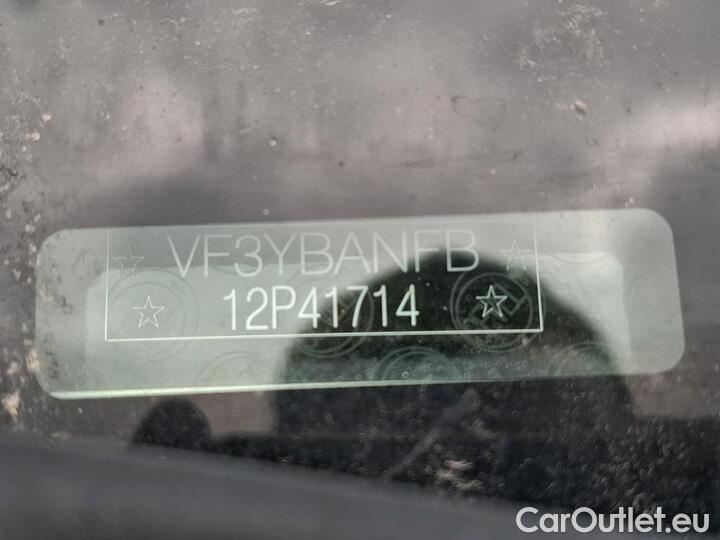 VF3YBANFB
☆ 12P41714 ☆
CarOutlet.eu